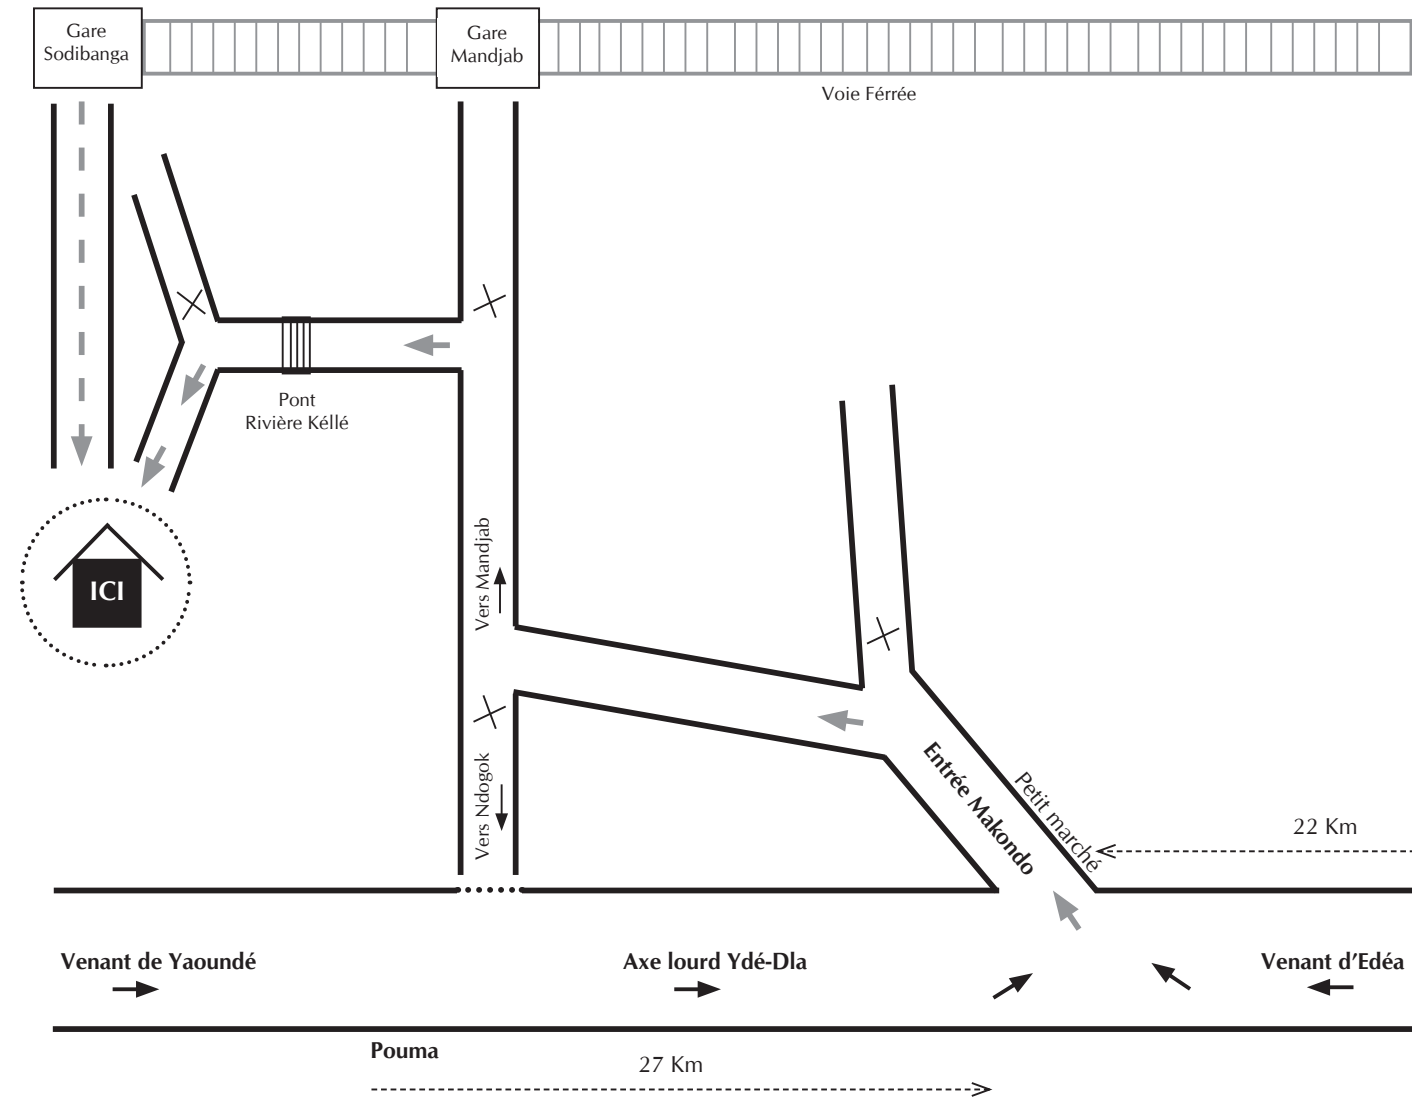 Gare
Sodibanga
Gare
Mandjab
Voie Férrée
Pont
Rivière Kéllé
Vers Mandjab
ICI
Vers Ndogok
Entrée Makondo
Petit marché
22 Km
Venant de Yaoundé
Axe lourd Ydé-Dla
Venant d'Edéa
Pouma
27 Km